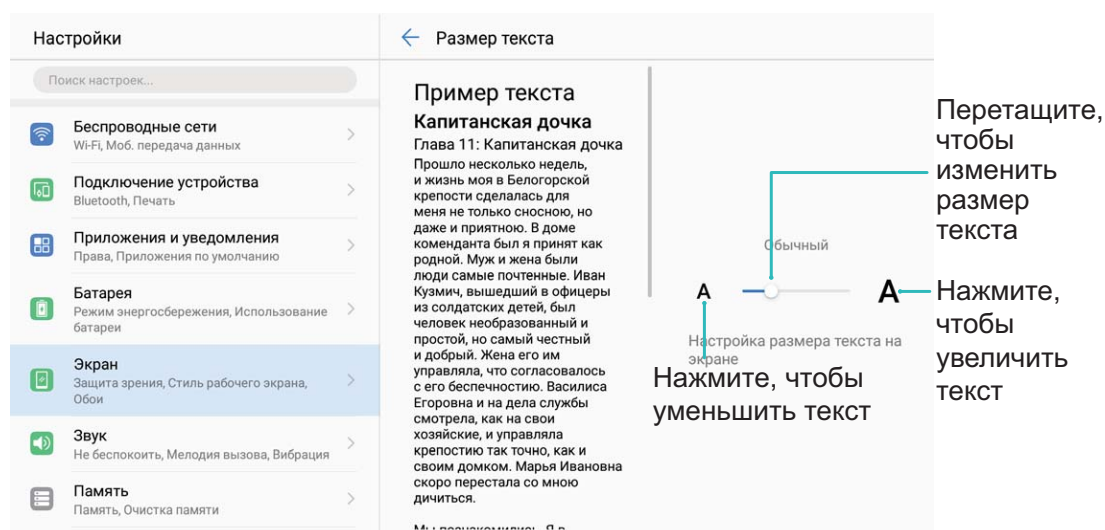 Настройки
Поиск настроек...
Беспроводные сети
Wi-Fi, Моб. передача данных
Подключение устройства
Bluetooth, Печать
Приложения и уведомления
Права, Приложения по умолчанию
Батарея
Режим энергосбережения, Использование
батареи
Экран
Защита зрения, Стиль рабочего экрана,
Обои
Звук
Не беспокоить, Мелодия вызова, Вибрация
Память
Память, Очистка памяти
Размер текста
Пример текста
Капитанская дочка
Глава 11: Капитанская дочка
Прошло несколько недель,
и жизнь моя в Белогорской
крепости сделалась для
меня не только сносною, но
даже и приятною. В доме
коменданта был я принят как
родной. Муж и жена были
люди самые почтенные. Иван
Кузмич, вышедший в офицеры
из солдатских детей, был
человек необразованный и
простой, но самый честный
и добрый. Жена его им
управляла, что согласовалось
с его беспечностию. Василиса
Егоровна и на дела службы
смотрела, как на свои
хозяйские, и управляла
крепостию так точно, как и
своим домком. Марья Ивановна
скоро перестала со мною
дичиться.
Мы познакомились. Я в
Обычный
A
A
Настройка размера текста на
экране
Нажмите, чтобы
уменьшить текст
Перетащите,
чтобы
изменить
размер
текста
Нажмите,
чтобы
увеличить
текст